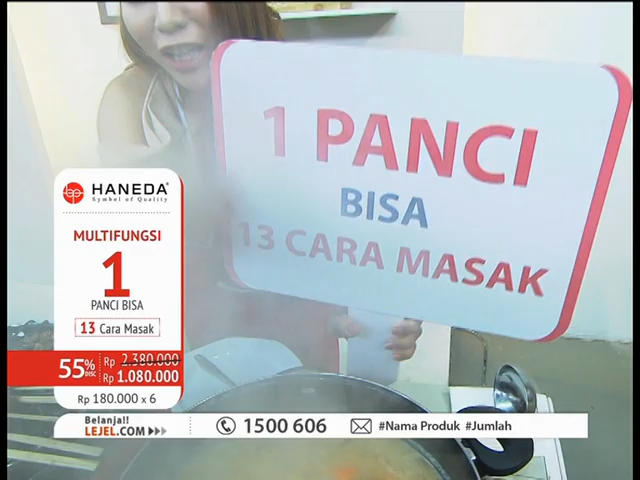 1 PANCI
BISA
13 CARA MASAK
HANEDA®
Symbol of Quality
MULTIFUNGSI
1
PANCI BISA
13 Cara Masak
55% DISC
Rp 2.380.000
Rp 1.080.000
Rp 180.000 x 6
Belanja!!
LEJEL.COM
1500 606
#Nama Produk #Jumlah